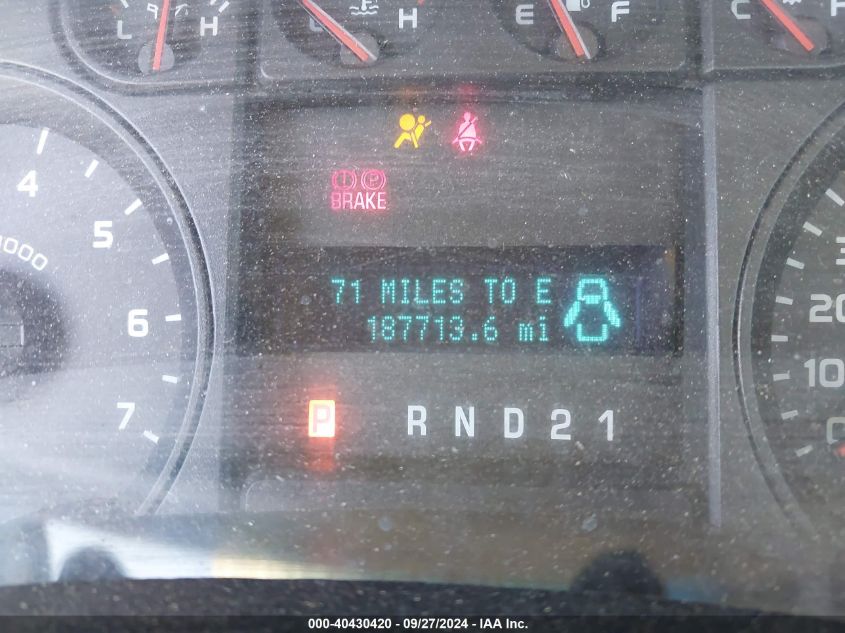 L H
H
E F
C
4
5
000
6
7
BRAKE
71 MILES TO E
187713.6 mi
P R N D 2 1
20
10
000-40430420 - 09/27/2024 - IAA Inc.